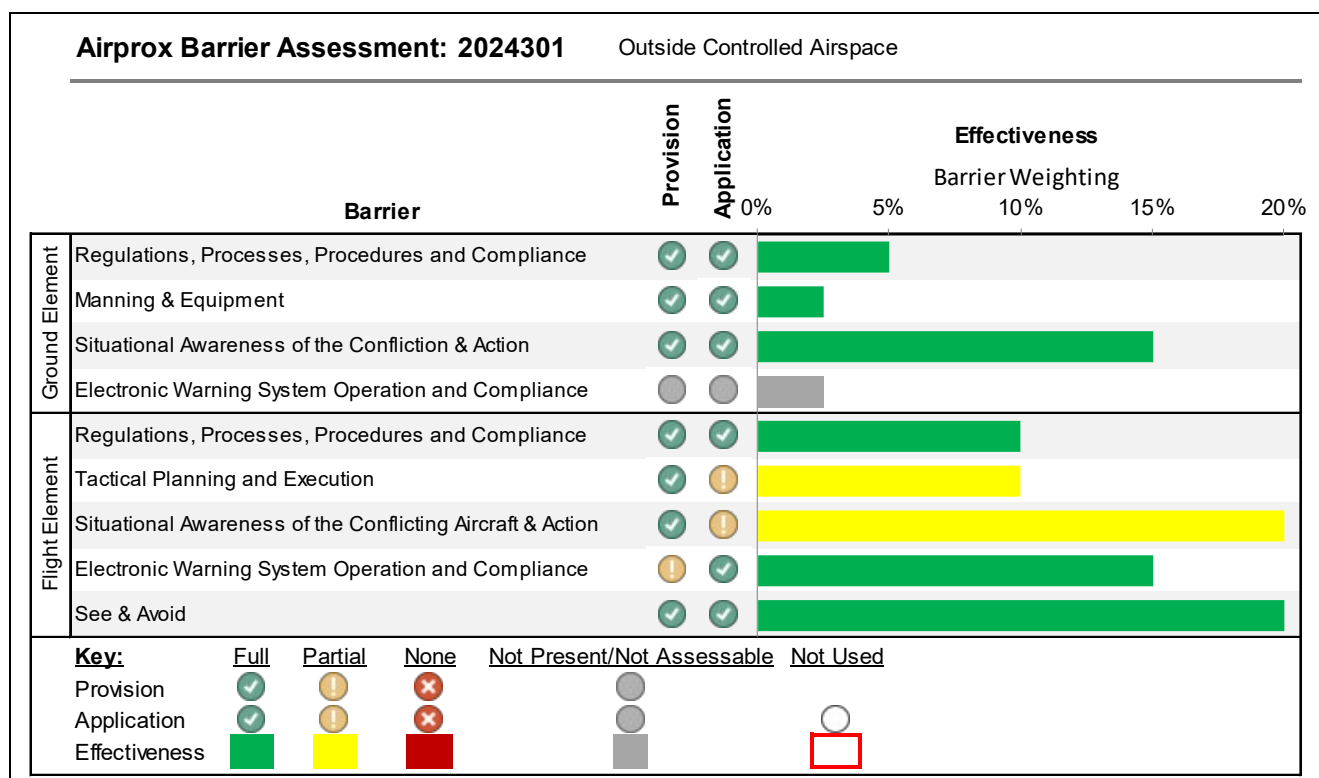 Airprox Barrier Assessment: 2024301 Outside Controlled Airspace
Provision
Application
Effectiveness
Barrier Weighting
Barrier
0% 5% 10% 15% 20%
Ground Element
Regulations, Processes, Procedures and Compliance
Manning & Equipment
Situational Awareness of the Confliction & Action
Electronic Warning System Operation and Compliance
Flight Element
Regulations, Processes, Procedures and Compliance
Tactical Planning and Execution
Situational Awareness of the Conflicting Aircraft & Action
Electronic Warning System Operation and Compliance
See & Avoid
Key: Full Partial None Not Present/Not Assessable Not Used
Provision
Application
Effectiveness